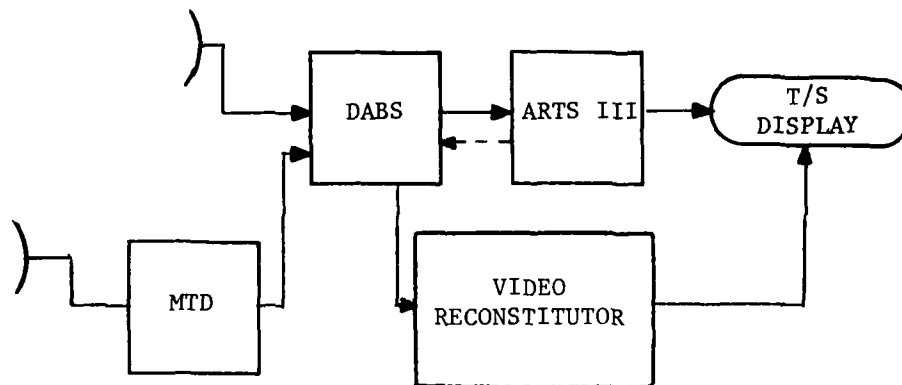 DABS
ARTS III
T/S
DISPLAY
MTD
VIDEO
RECONSTITUTOR